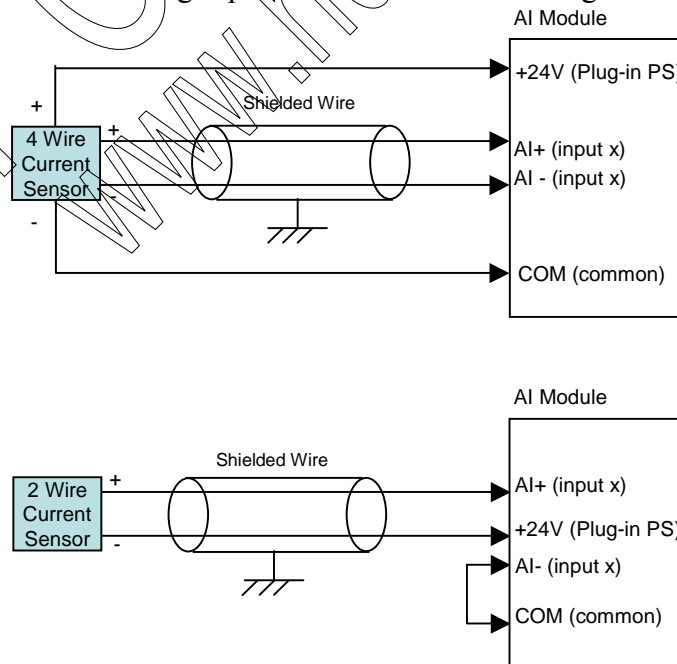 AI Module
+24V (Plug-in PS)
+
Shielded Wire
4 Wire
Current
Sensor
+
-
AI+ (input x)
AI - (input x)
-
COM (common)
AI Module
Shielded Wire
2 Wire
Current
Sensor
+
-
AI+ (input x)
+24V (Plug-in PS)
AI- (input x)
COM (common)